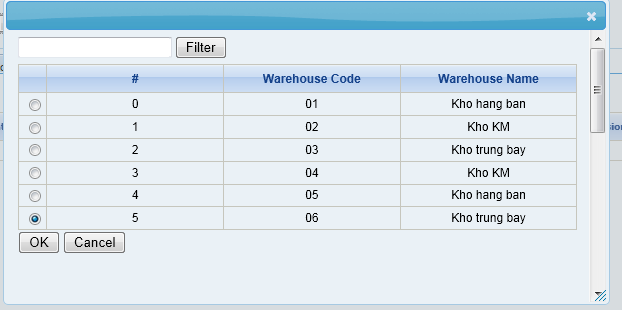 Filter
# Warehouse Code Warehouse Name
0 01 Kho hang ban
1 02 Kho KM
2 03 Kho trung bay
3 04 Kho KM
4 05 Kho hang ban
5 06 Kho trung bay
OK Cancel